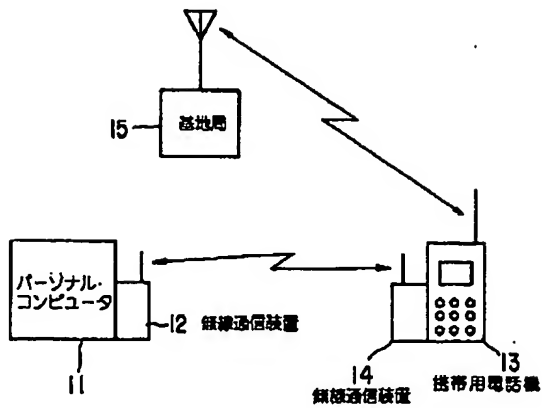 15
基地局
パーソナル・
コンピュータ
11
12 無線通信装置
14
無線通信装置
13
携帯用電話機